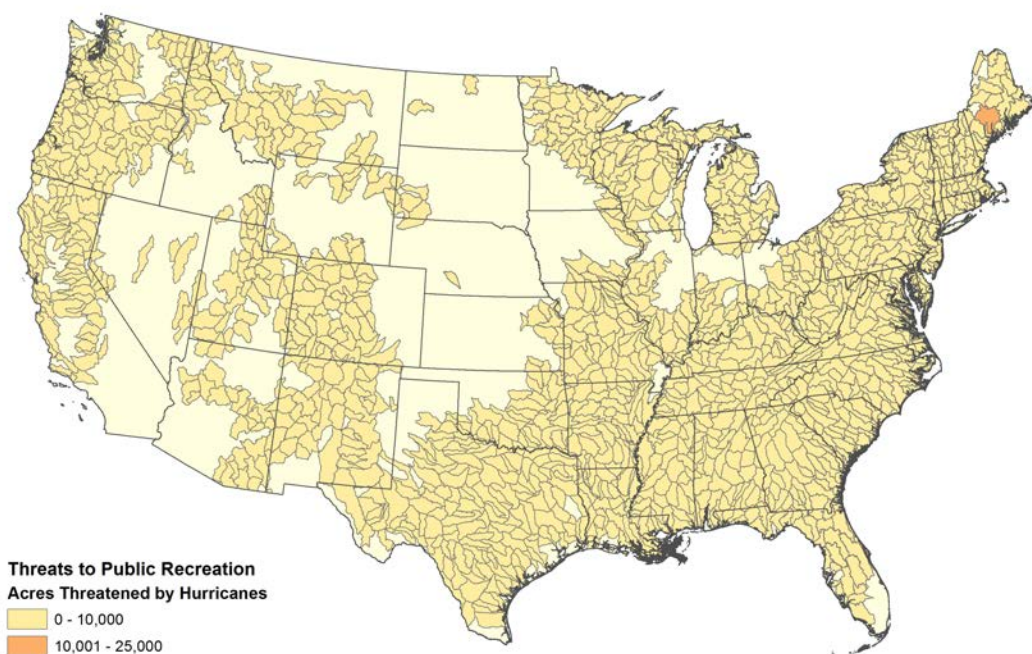 Threats to Public Recreation
Acres Threatened by Hurricanes
0 - 10,000
10,001 - 25,000